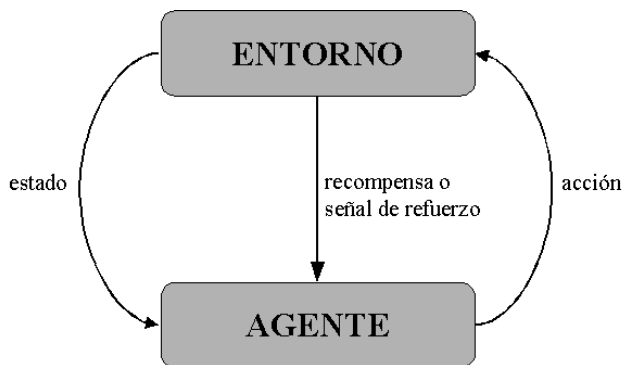 ENTORNO
estado
recompensa o
señal de refuerzo
acción
AGENTE